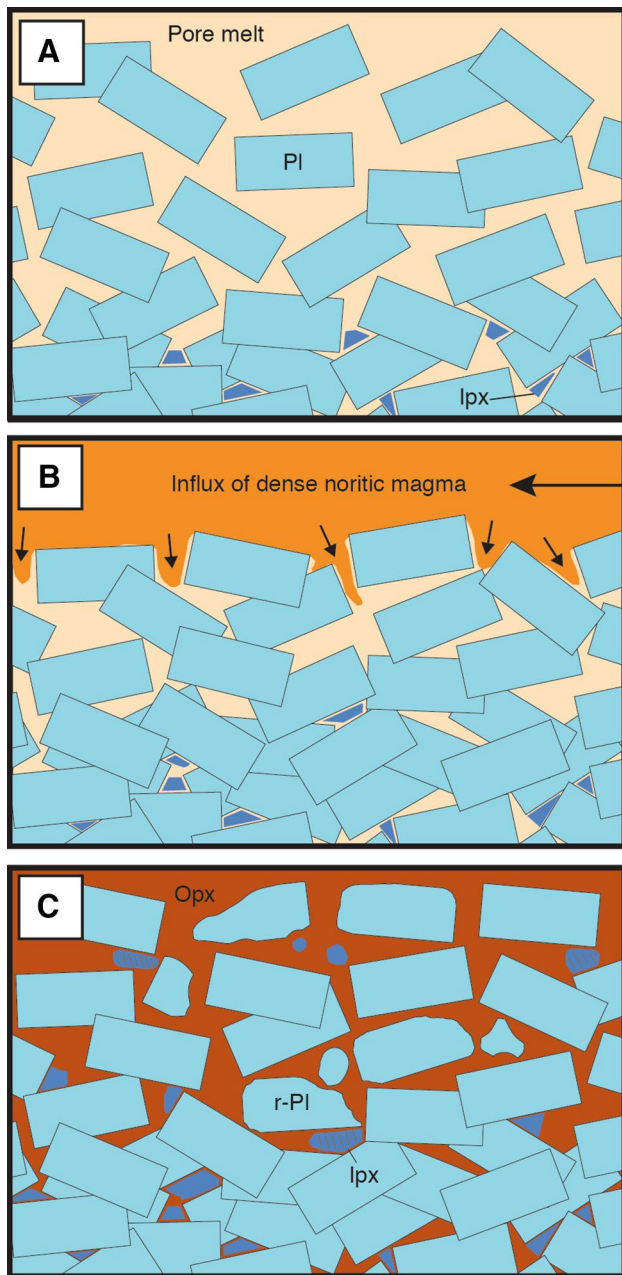 A
Pore melt
Pl
Ipx
B
Influx of dense noritic magma
C
Opx
r-Pl
Ipx